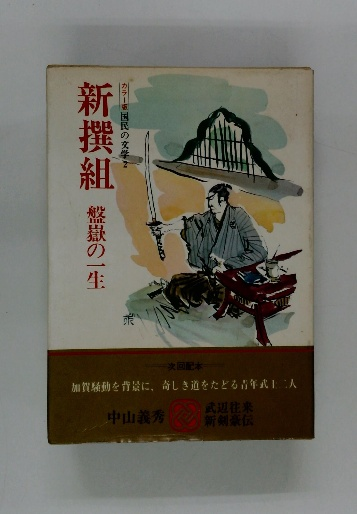 カラー版国民の文学2
新撰組
盤嶽の一生
次回配本
加賀騒動を背景に、奇しき道をたどる青年武士二人
中山義秀
武辺往来
新剣豪伝